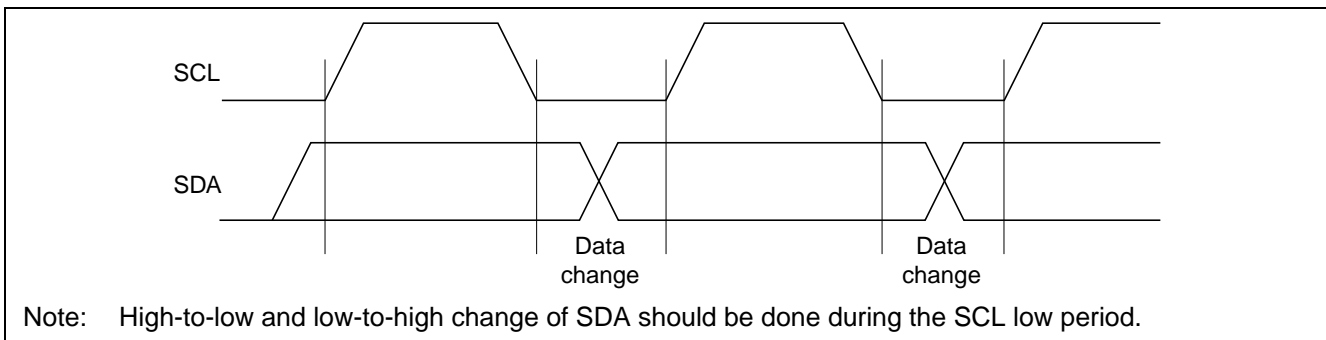 SCL
SDA
Data
change
Data
change
Note: High-to-low and low-to-high change of SDA should be done during the SCL low period.